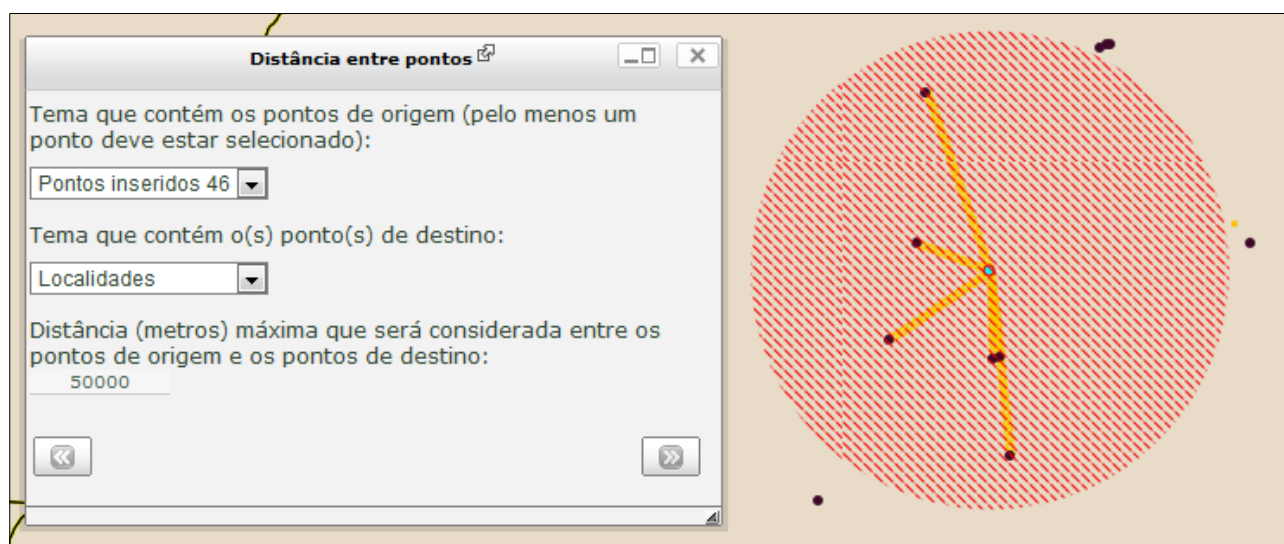 Distância entre pontos
Tema que contém os pontos de origem (pelo menos um
ponto deve estar selecionado):
Pontos inseridos 46
Tema que contém o(s) ponto(s) de destino:
Localidades
Distância (metros) máxima que será considerada entre os
pontos de origem e os pontos de destino:
50000